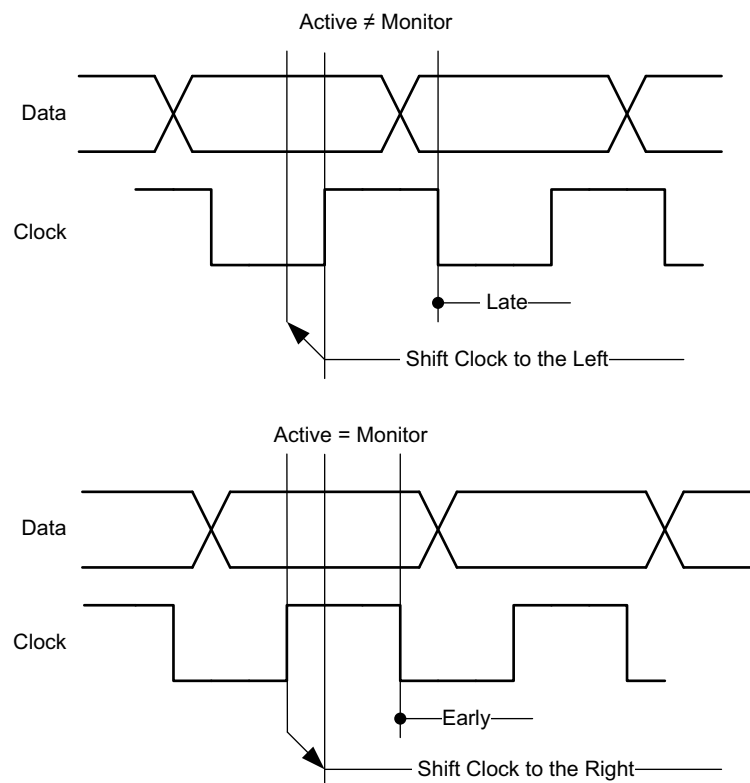 Active ≠ Monitor
Data
Clock
Late
Shift Clock to the Left
Active = Monitor
Data
Clock
Early
Shift Clock to the Right